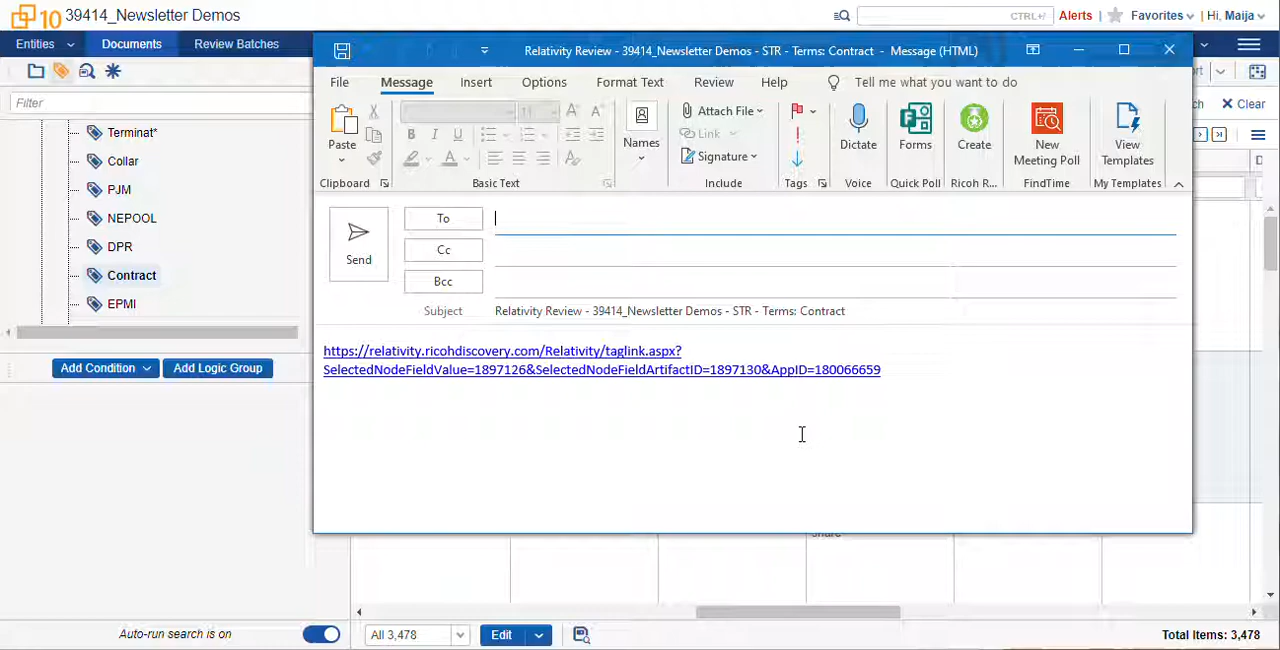 10 39414_Newsletter Demos
CTRL+/ Alerts Favorites Hi, Maija
Entities Documents Review Batches
Relativity Review - 39414_Newsletter Demos - STR - Terms: Contract - Message (HTML)
File Message Insert Options Format Text Review Help Tell me what you want to do
Filter
Clear
Terminat*
Collar
PJM
NEPOOL
DPR
Contract
EPMI
Paste
Clipboard
11
B I U
Basic Text
Names
Attach File
Link
Signature
Include
Tags
Dictate
Voice
Forms
Quick Poll
Create
Ricoh R...
New
Meeting Poll
FindTime
View
Templates
My Templates
Send
To
Cc
Bcc
Subject Relativity Review - 39414_Newsletter Demos - STR - Terms: Contract
https://relativity.ricohdiscovery.com/Relativity/taglink.aspx?
SelectedNodeFieldValue=1897126&SelectedNodeFieldArtifactID=1897130&AppID=180066659
Add Condition Add Logic Group
share
Auto-run search is on
All 3,478 Edit Total Items: 3,478